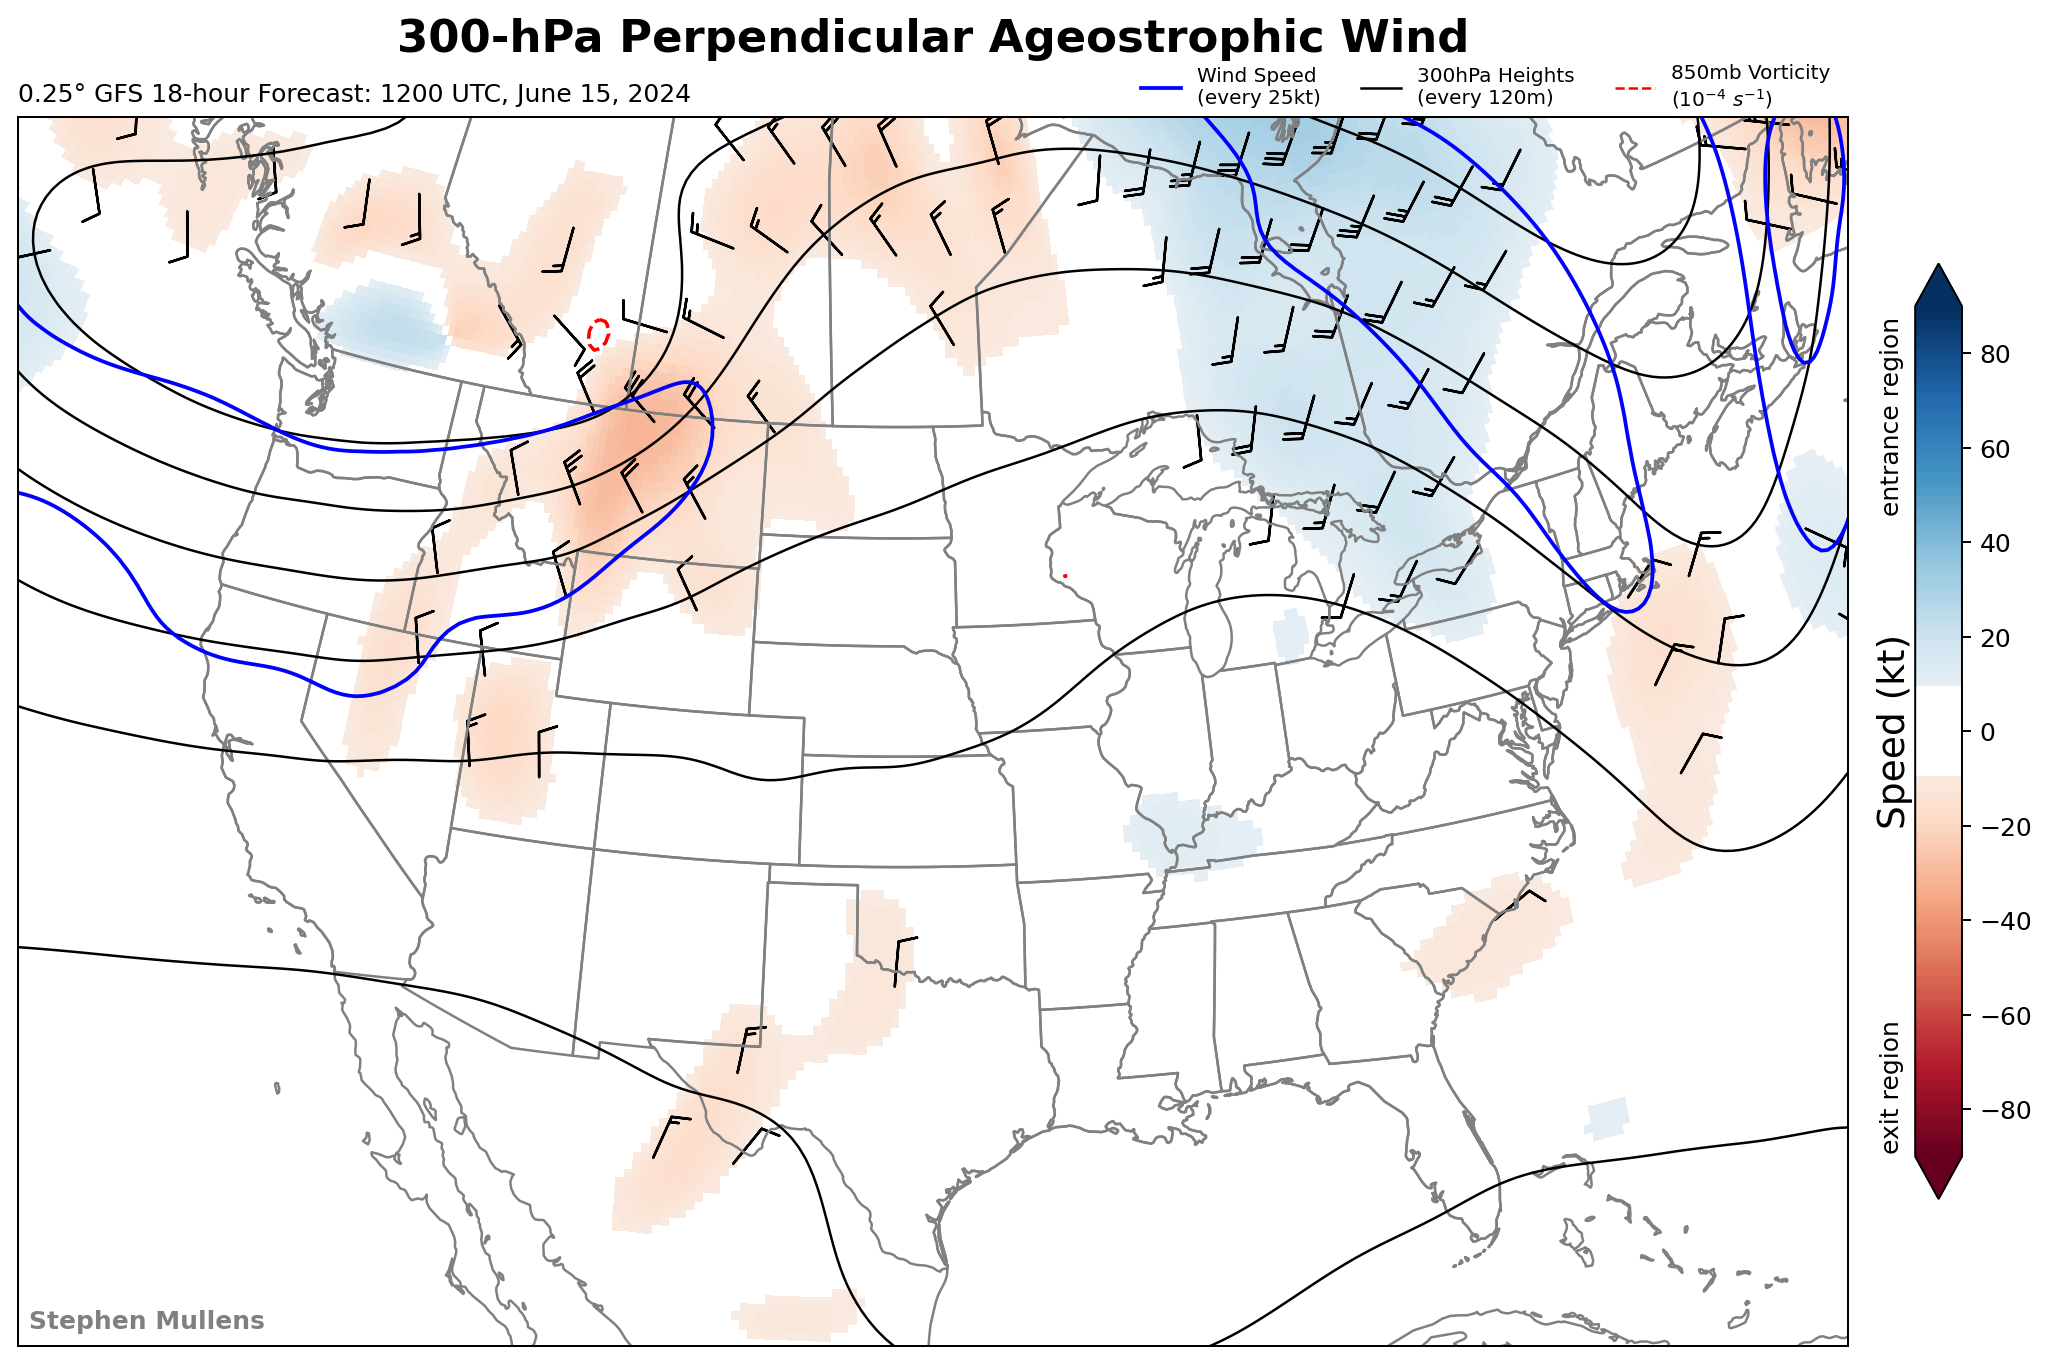 300-hPa Perpendicular Ageostrophic Wind
0.25° GFS 18-hour Forecast: 1200 UTC, June 15, 2024
Wind Speed
(every 25kt)
300hPa Heights
(every 120m)
850mb Vorticity
(10⁻⁴ s⁻¹)
entrance region
Speed (kt)
exit region
80
60
40
20
0
−20
−40
−60
−80
Stephen Mullens